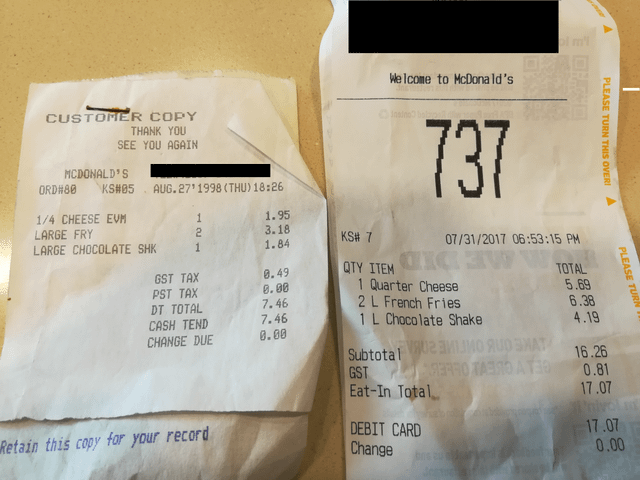 CUSTOMER COPY
THANK YOU
SEE YOU AGAIN
MCDONALD'S
ORD#80 KS#05 AUG.27'1998(THU)18:26
1/4 CHEESE EVM 1 1.95
LARGE FRY 2 3.18
LARGE CHOCOLATE SHK 1 1.84
GST TAX 0.49
PST TAX 0.00
DT TOTAL 7.46
CASH TEND 7.46
CHANGE DUE 0.00
Retain this copy for your record
Welcome to McDonald's
737
KS# 7 07/31/2017 06:53:15 PM
QTY ITEM TOTAL
1 Quarter Cheese 5.69
2 L French Fries 6.38
1 L Chocolate Shake 4.19
Subtotal 16.26
GST 0.81
Eat-In Total 17.07
DEBIT CARD 17.07
Change 0.00
PLEASE TURN THIS OVER!
PLEASE TURN